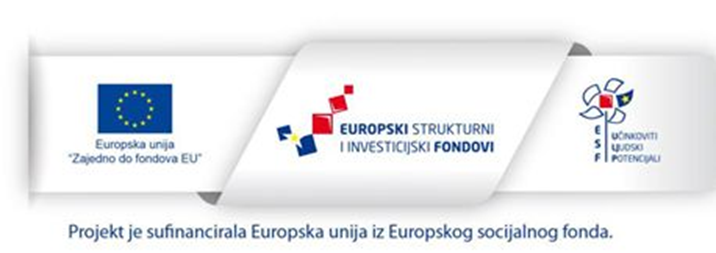 Europska unija
"Zajedno do fondova EU"
EUROPSKI STRUKTURNI
I INVESTICIJSKI FONDOVI
ESF
UČINKOVITI
LJUDSKI
POTENCIJALI
Projekt je sufinancirala Europska unija iz Europskog socijalnog fonda.